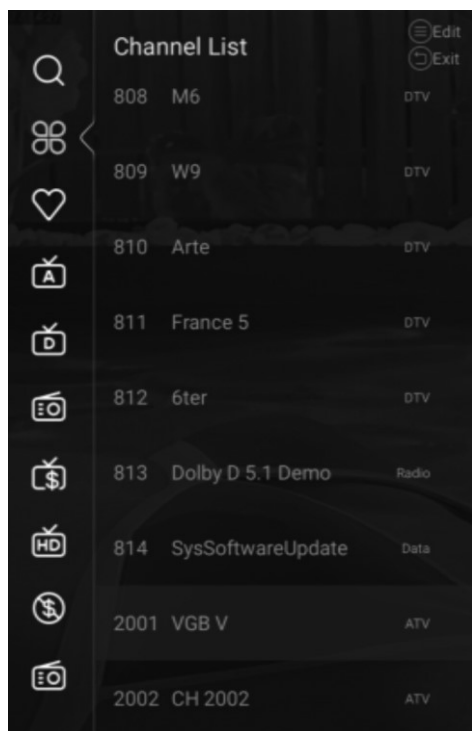 Channel List
Edit
Exit
808 M6 DTV
809 W9 DTV
A
810 Arte DTV
D
811 France 5 DTV
812 6ter DTV
$
813 Dolby D 5.1 Demo Radio
HD
814 SysSoftwareUpdate Data
$
2001 VGB V ATV
2002 CH 2002 ATV